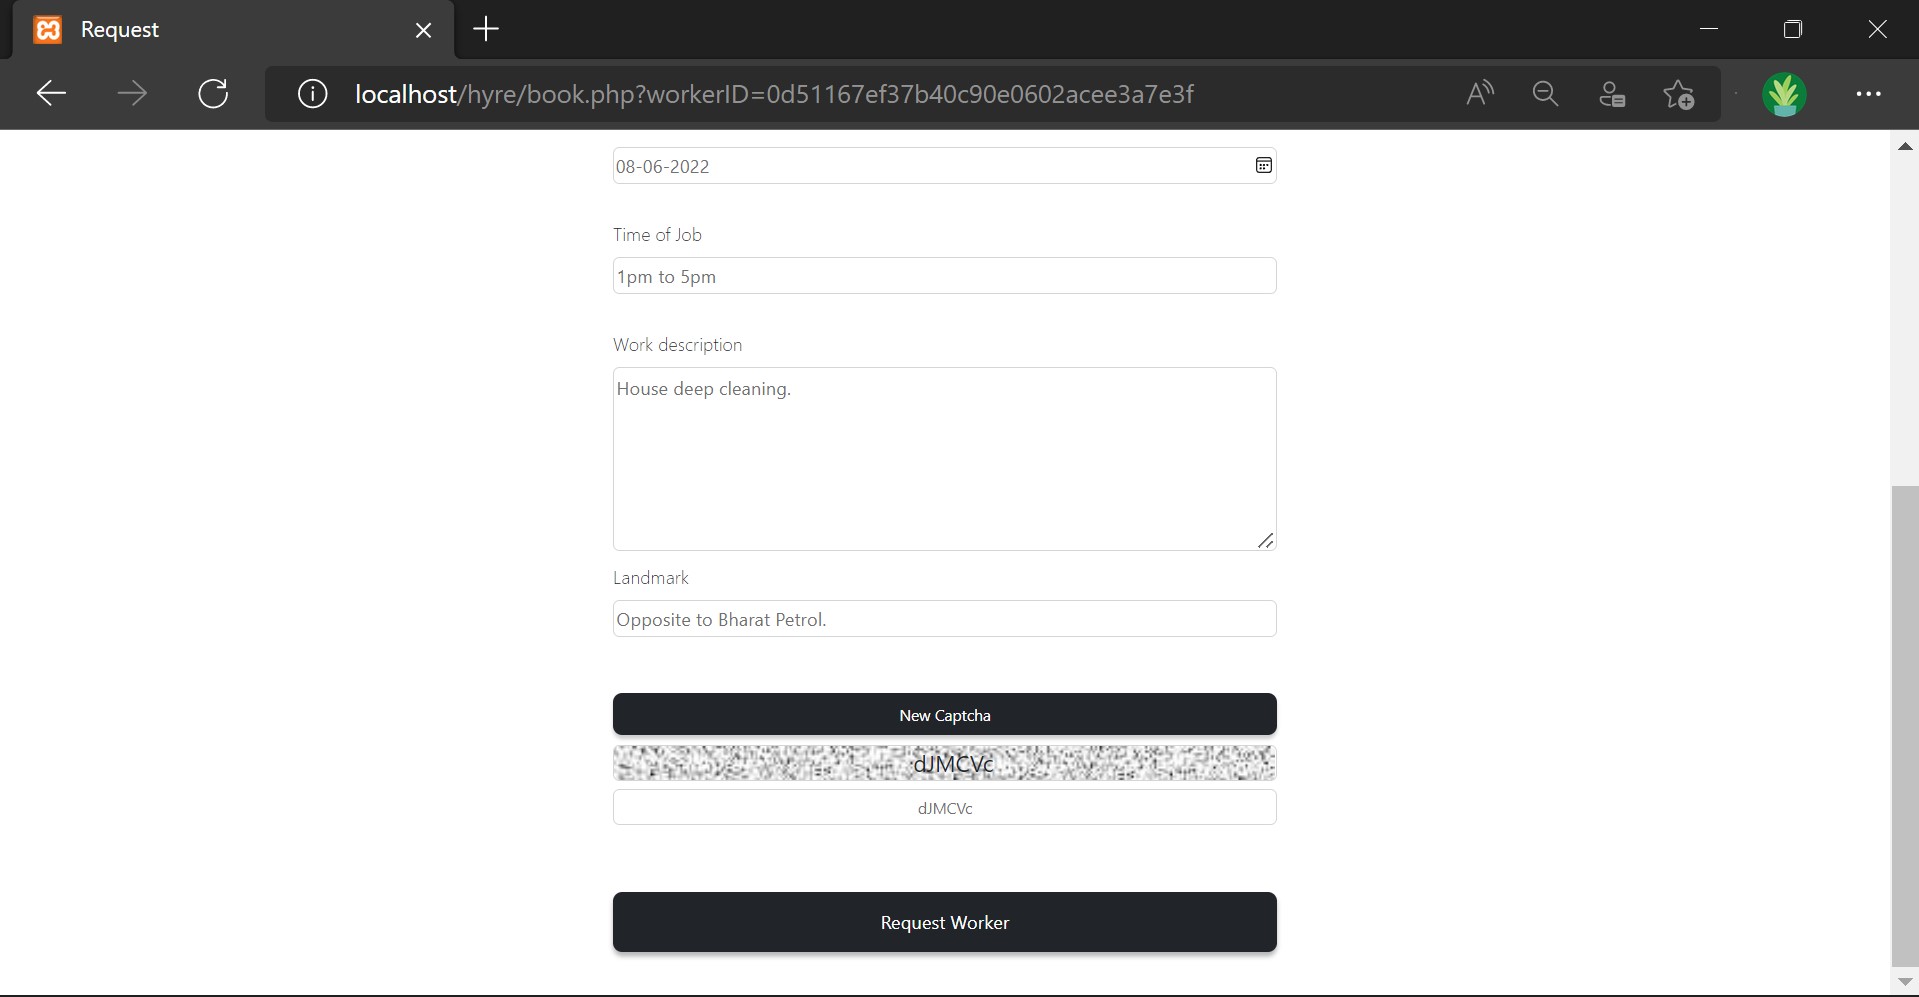 Request
localhost/hyre/book.php?workerID=0d51167ef37b40c90e0602acee3a7e3f
08-06-2022
Time of Job
1pm to 5pm
Work description
House deep cleaning.
Landmark
Opposite to Bharat Petrol.
New Captcha
dJMCVc
dJMCVc
Request Worker